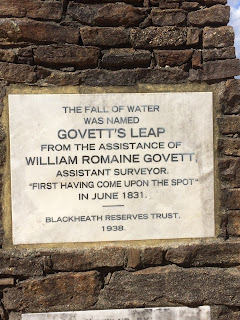 THE FALL OF WATER
WAS NAMED
GOVETT'S LEAP
FROM THE ASSISTANCE OF
WILLIAM ROMAINE GOVETT,
ASSISTANT SURVEYOR.
"FIRST HAVING COME UPON THE SPOT"
IN JUNE 1831.
BLACKHEATH RESERVES TRUST.
1938.